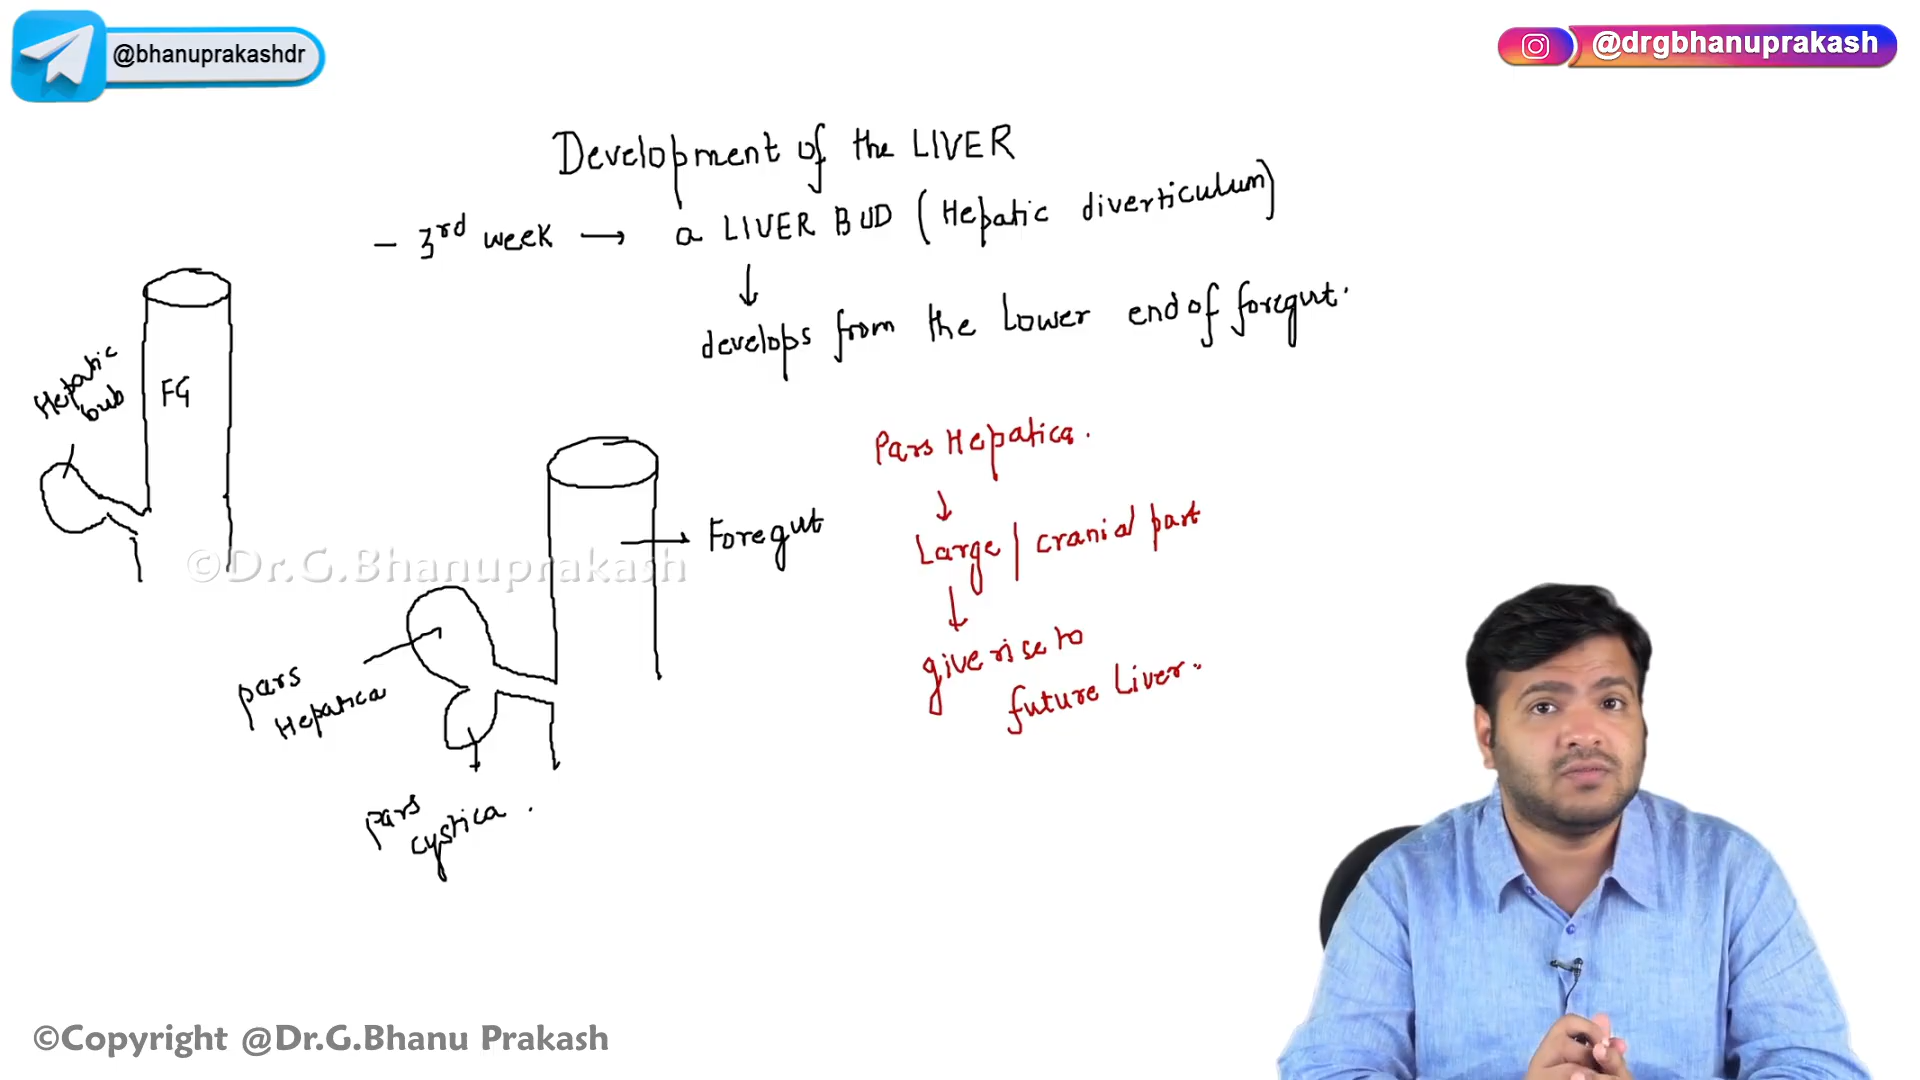 @bhanuprakashdr
@drgbhanuprakash
Development of the LIVER
- 3rd week → a LIVER BUD (Hepatic diverticulum)
↓
develops from the Lower end of foregut.
Hepatic
bub
FG
Foregut
pars
Hepatica
pars
cystica .
Pars Hepatica.
↓
Large | cranial part
↓
give rise to
future Liver.
©Dr.G.Bhanuprakash
©Copyright @Dr.G.Bhanu Prakash